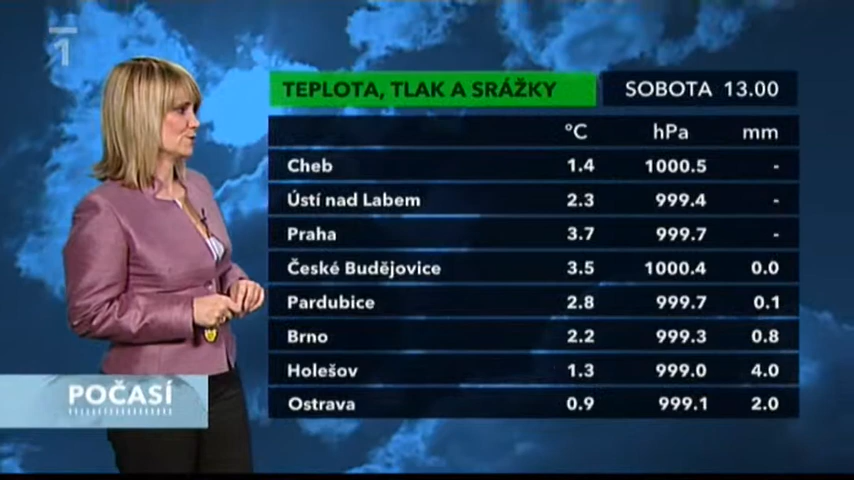 1
TEPLOTA, TLAK A SRÁŽKY SOBOTA 13.00
°C hPa mm
Cheb 1.4 1000.5 -
Ústí nad Labem 2.3 999.4 -
Praha 3.7 999.7 -
České Budějovice 3.5 1000.4 0.0
Pardubice 2.8 999.7 0.1
Brno 2.2 999.3 0.8
Holešov 1.3 999.0 4.0
Ostrava 0.9 999.1 2.0
POČASÍ